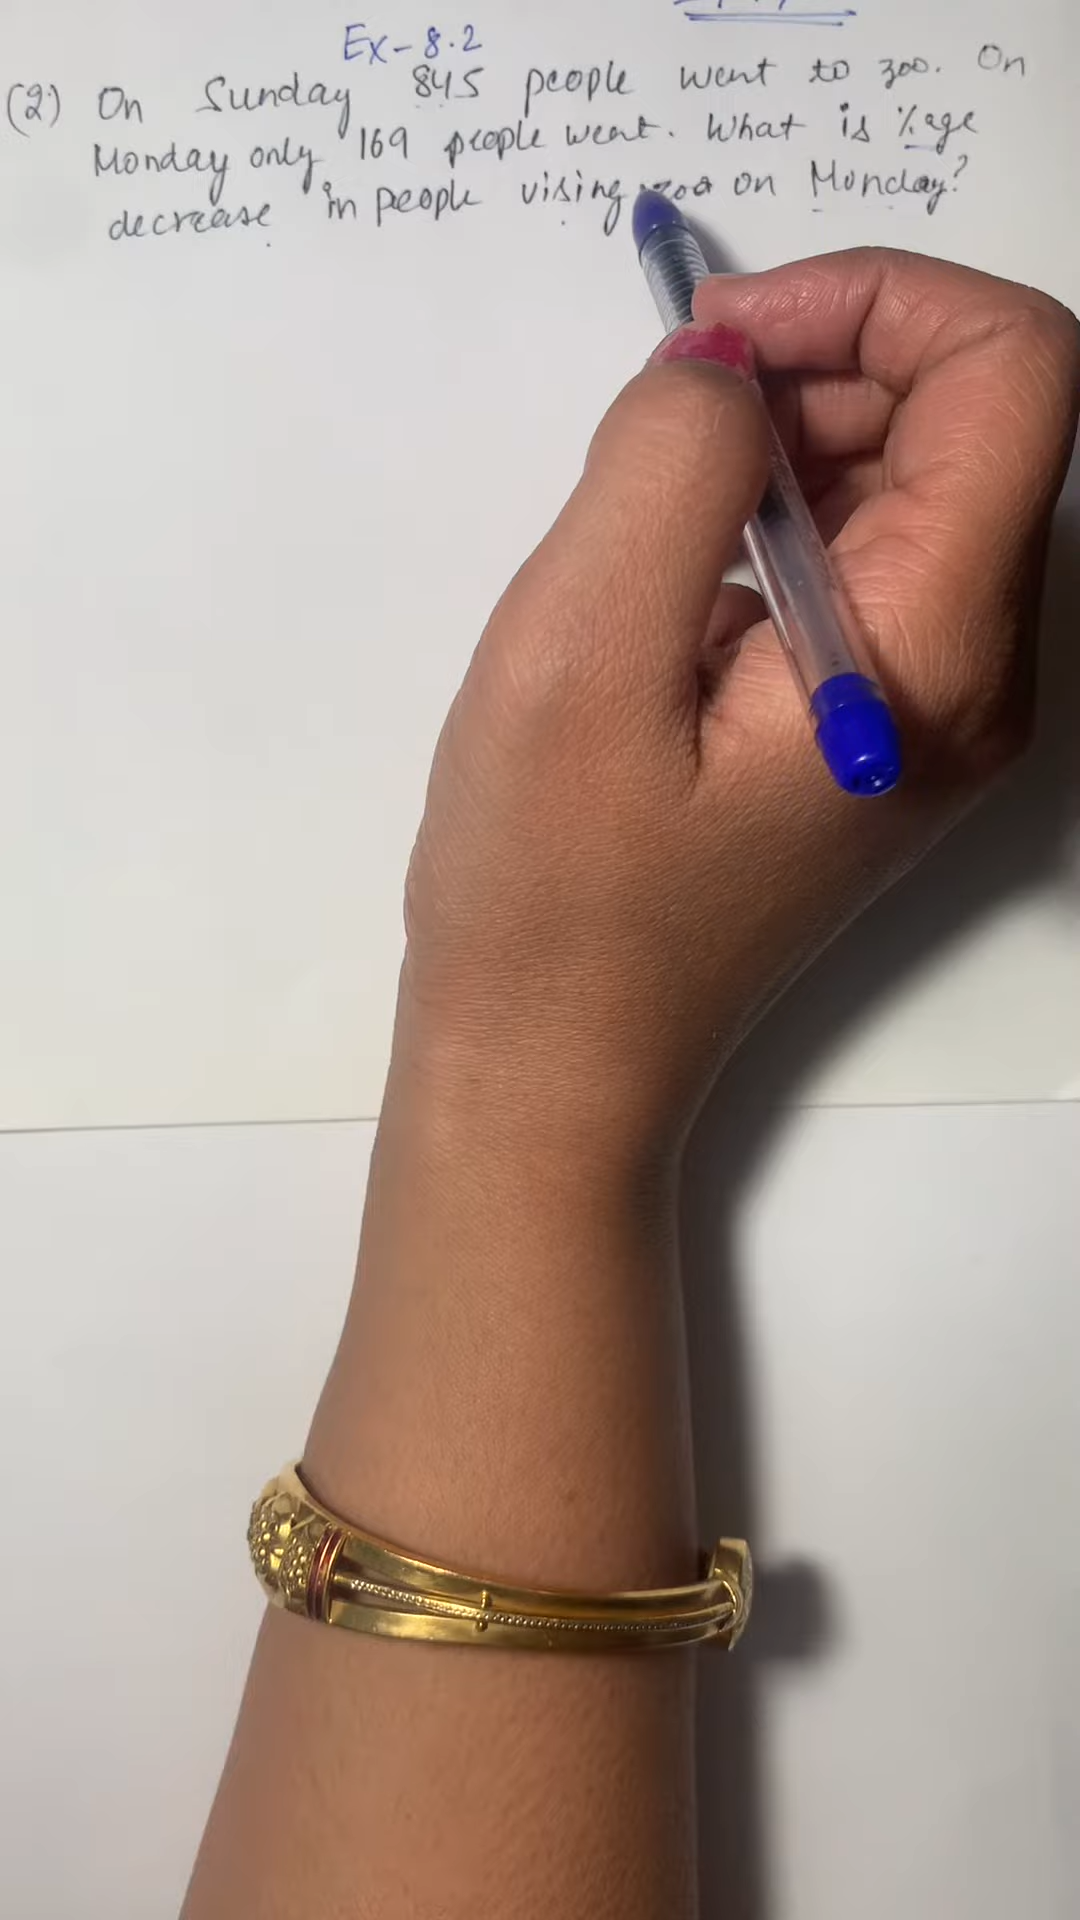 Ex-8.2
(2) On Sunday 845 people went to zoo. On
Monday only 169 people went. What is %age
decrease in people vising zoo on Monday?